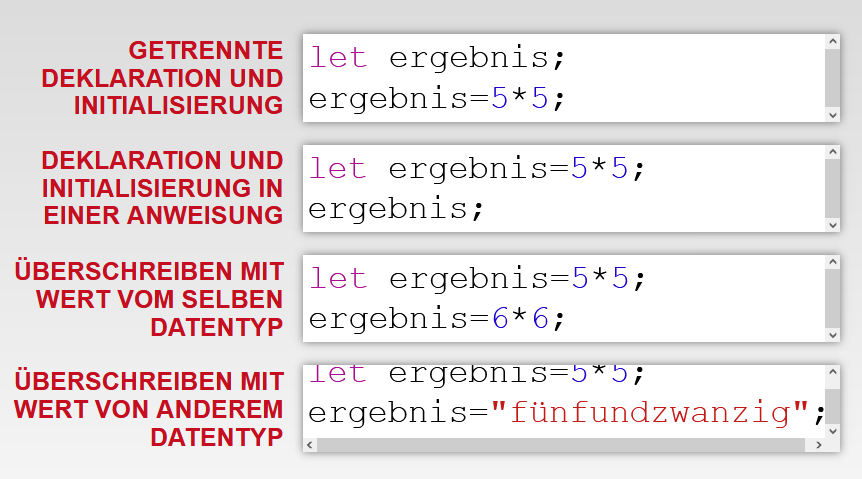 GETRENNTE
DEKLARATION UND
INITIALISIERUNG
let ergebnis;
ergebnis=5*5;
DEKLARATION UND
INITIALISIERUNG IN
EINER ANWEISUNG
let ergebnis=5*5;
ergebnis;
ÜBERSCHREIBEN MIT
WERT VOM SELBEN
DATENTYP
let ergebnis=5*5;
ergebnis=6*6;
ÜBERSCHREIBEN MIT
WERT VON ANDEREM
DATENTYP
let ergebnis=5*5;
ergebnis="fünfundzwanzig";